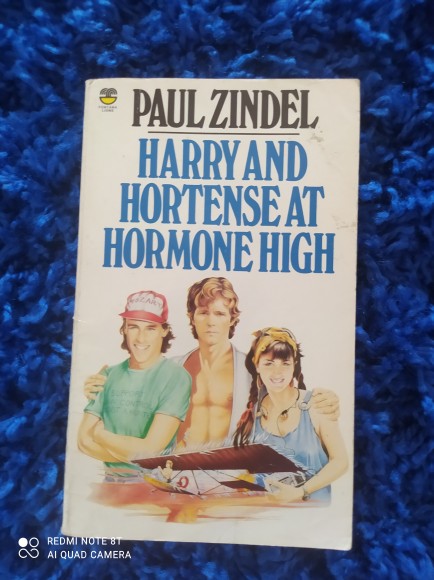 PAUL ZINDEL
HARRY AND
HORTENSE AT
HORMONE HIGH
REDMI NOTE 8T
AI QUAD CAMERA